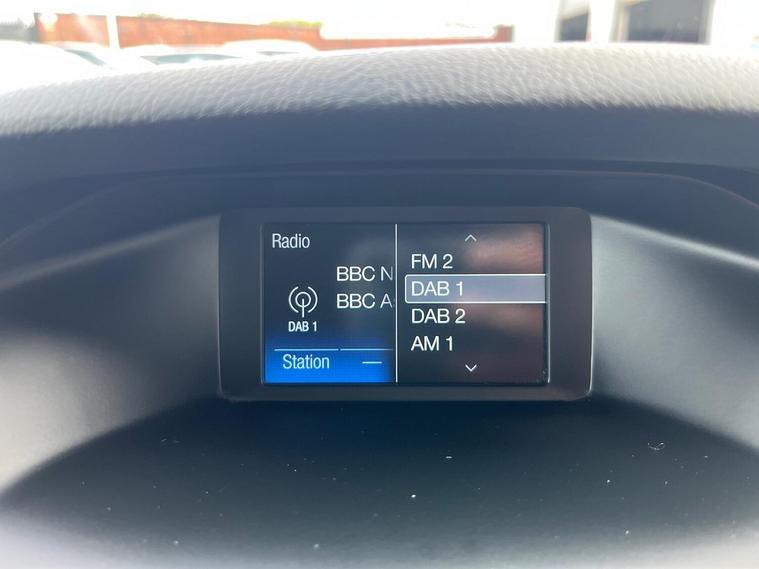 Radio
BBC N
BBC A
DAB 1
Station
FM 2
DAB 1
DAB 2
AM 1